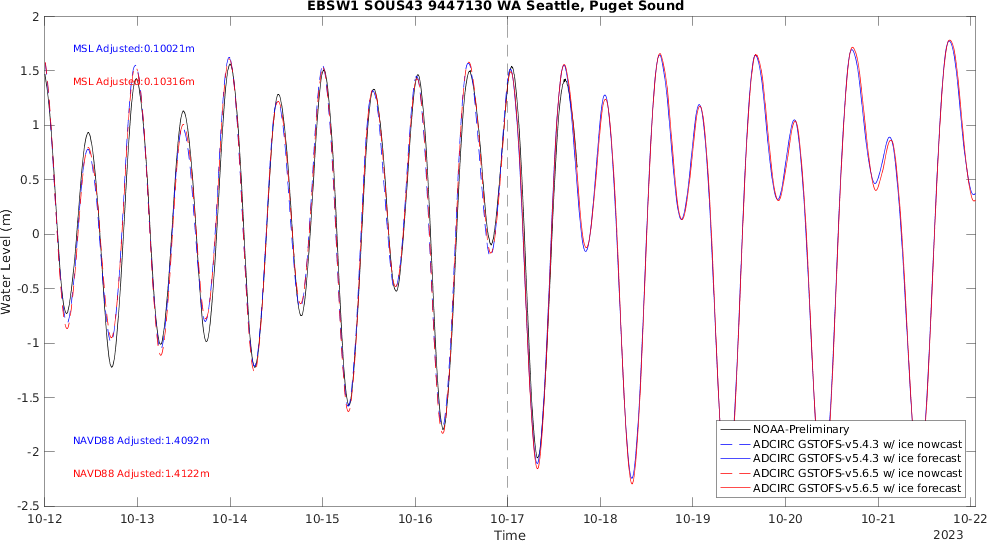 EBSW1 SOUS43 9447130 WA Seattle, Puget Sound
2
1.5
1
0.5
0
-0.5
-1
-1.5
-2
-2.5
Water Level (m)
MSL Adjusted:0.10021m
MSL Adjusted:0.10316m
NAVD88 Adjusted:1.4092m
NAVD88 Adjusted:1.4122m
NOAA-Preliminary
ADCIRC GSTOFS-v5.4.3 w/ ice nowcast
ADCIRC GSTOFS-v5.4.3 w/ ice forecast
ADCIRC GSTOFS-v5.6.5 w/ ice nowcast
ADCIRC GSTOFS-v5.6.5 w/ ice forecast
10-12 10-13 10-14 10-15 10-16 10-17 10-18 10-19 10-20 10-21 10-22
Time
2023